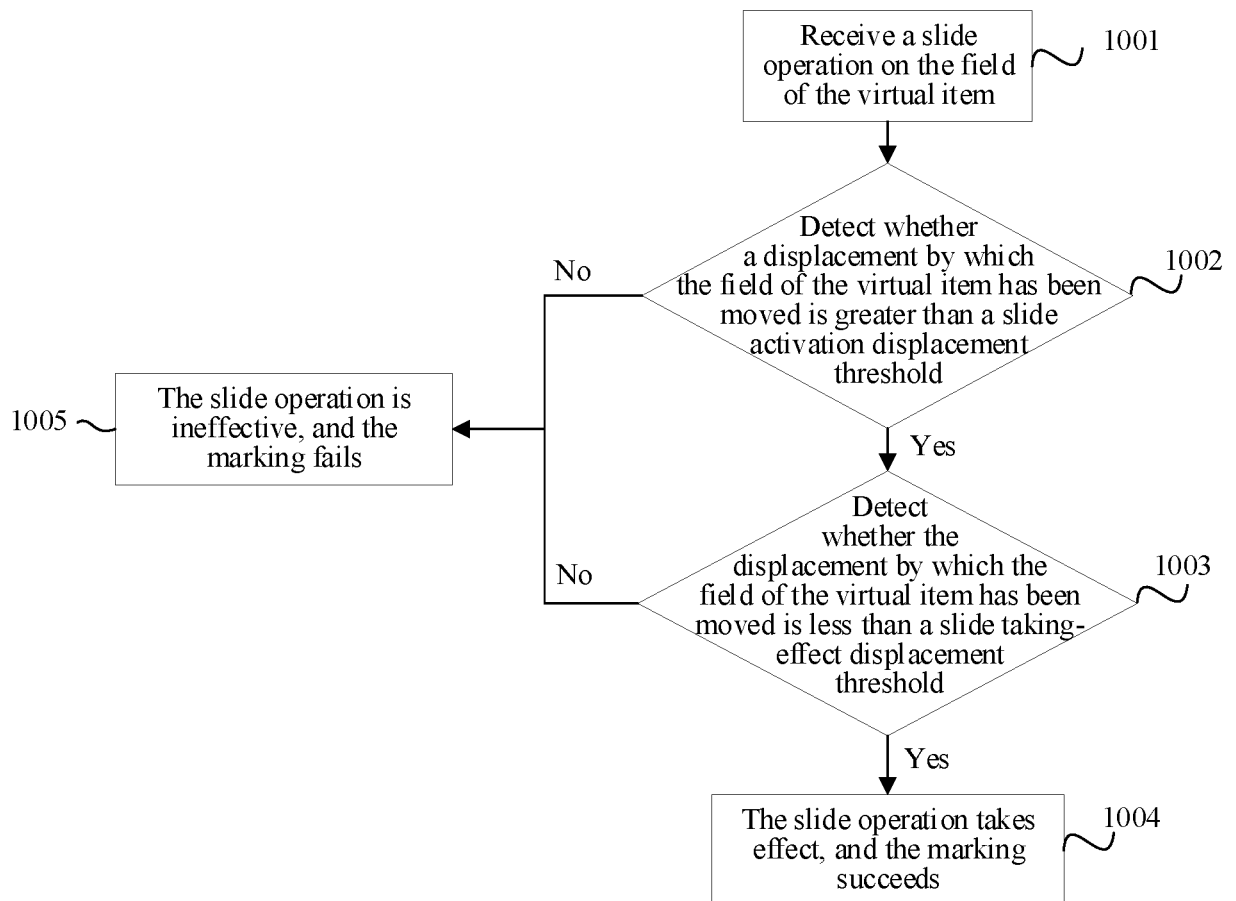 Receive a slide
operation on the field
of the virtual item
1001
Detect whether
a displacement by which
the field of the virtual item has been
moved is greater than a slide
activation displacement
threshold
1002
No
Yes
The slide operation is
ineffective, and the
marking fails
1005
Detect
whether the
displacement by which the
field of the virtual item has been
moved is less than a slide taking-
effect displacement
threshold
1003
No
Yes
The slide operation takes
effect, and the marking
succeeds
1004